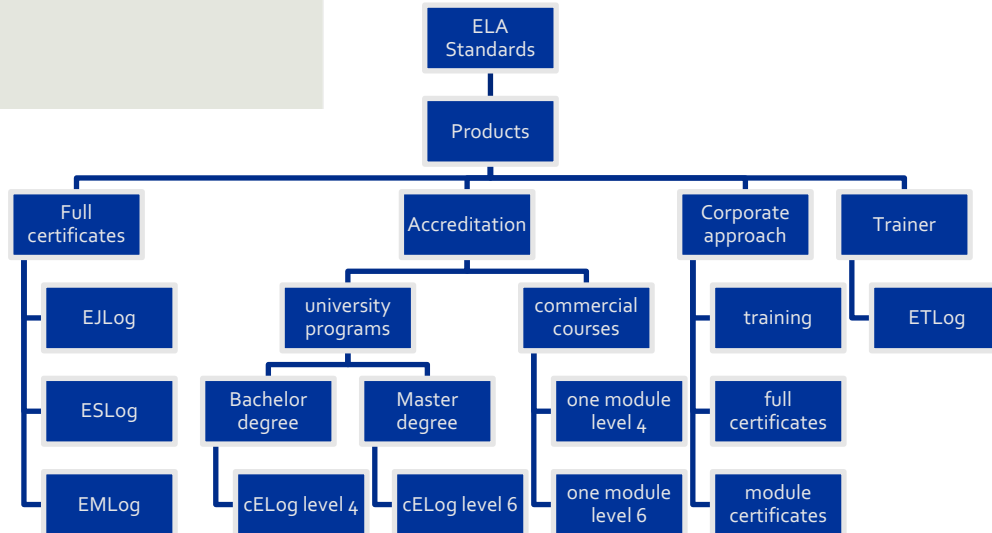 ELA
Standards
Products
Full
certificates
Accreditation
Corporate
approach
Trainer
EJLog
university
programs
commercial
courses
training
ETLog
ESLog
Bachelor
degree
Master
degree
one module
level 4
full
certificates
EMLog
cELog level 4
cELog level 6
one module
level 6
module
certificates